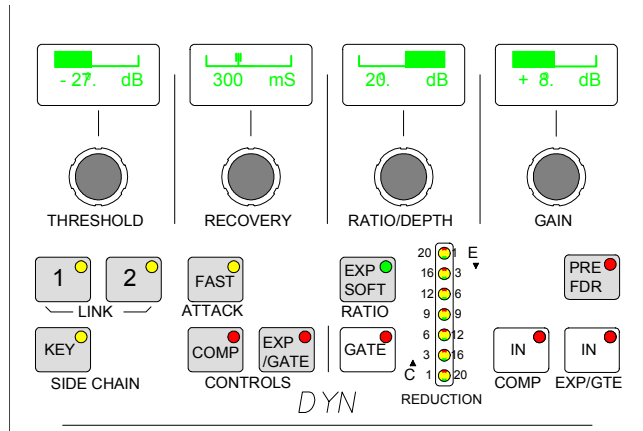 - 27. dB
300 mS
20. dB
+ 8. dB
THRESHOLD
RECOVERY
RATIO/DEPTH
GAIN
1
2
LINK
FAST
ATTACK
EXP
SOFT
RATIO
20 1 E
16 3
12 6
9 9
6 12
3 16
C 1 20
REDUCTION
PRE
FDR
KEY
SIDE CHAIN
COMP
EXP
/GATE
CONTROLS
GATE
IN
COMP
IN
EXP/GTE
DYN